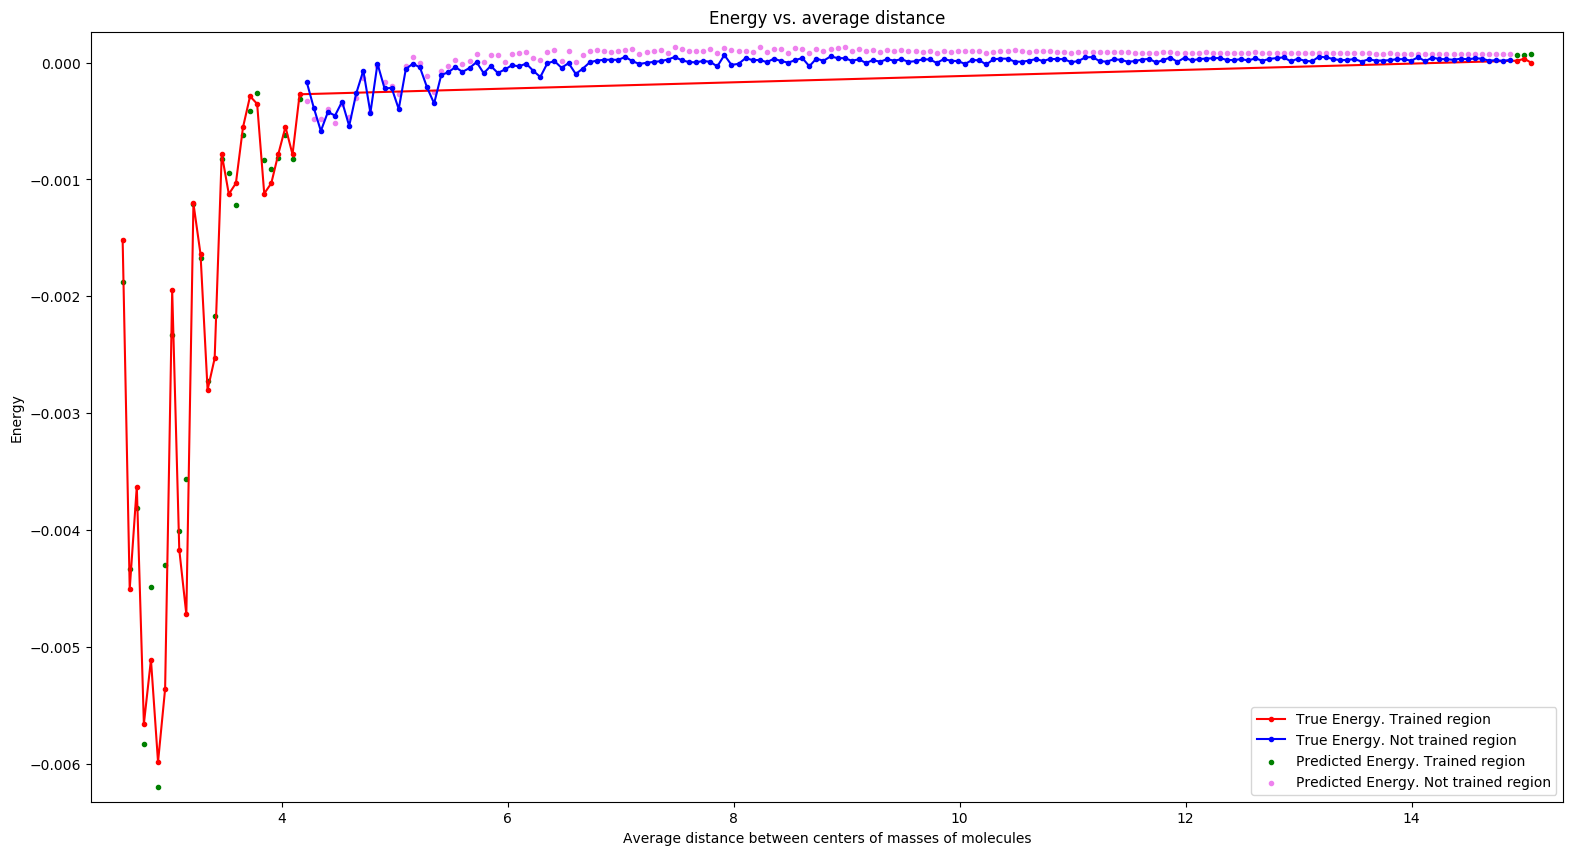 Energy vs. average distance
0.000
−0.001
−0.002
−0.003
−0.004
−0.005
−0.006
Energy
4
6
8
10
12
14
Average distance between centers of masses of molecules
True Energy. Trained region
True Energy. Not trained region
Predicted Energy. Trained region
Predicted Energy. Not trained region